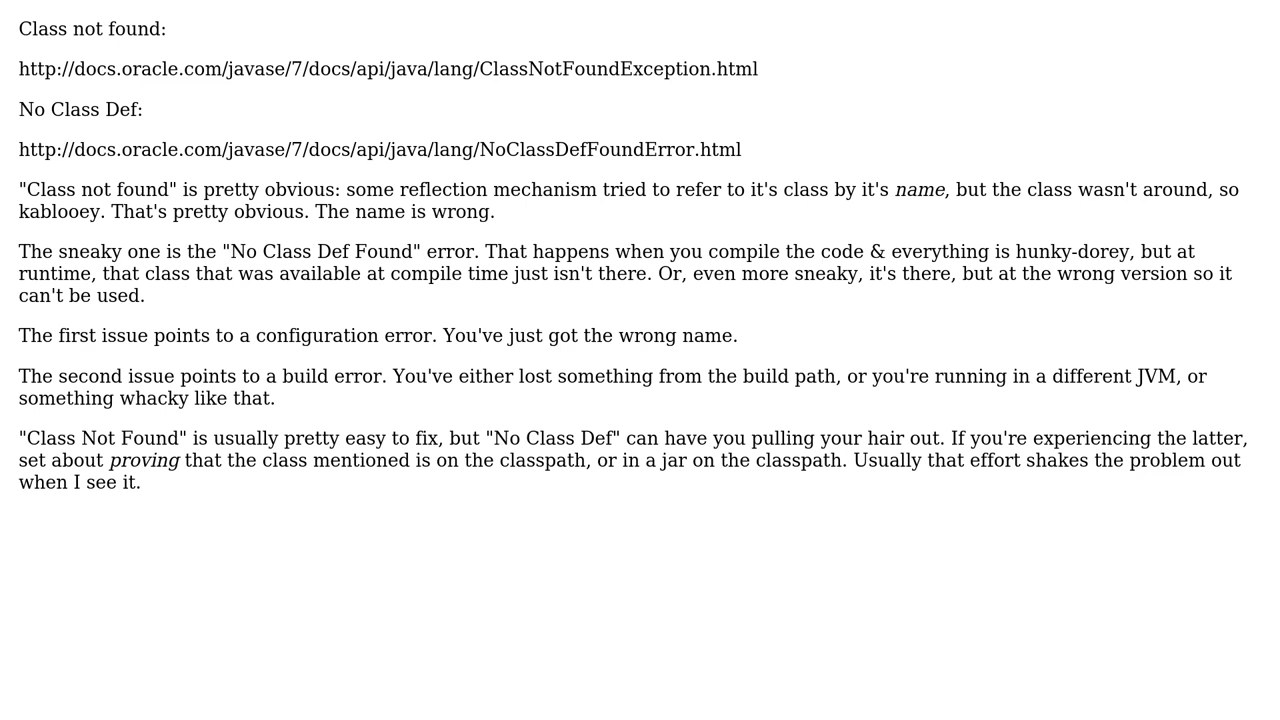 Class not found:
http://docs.oracle.com/javase/7/docs/api/java/lang/ClassNotFoundException.html
No Class Def:
http://docs.oracle.com/javase/7/docs/api/java/lang/NoClassDefFoundError.html
"Class not found" is pretty obvious: some reflection mechanism tried to refer to it's class by it's name, but the class wasn't around, so
kablooey. That's pretty obvious. The name is wrong.
The sneaky one is the "No Class Def Found" error. That happens when you compile the code & everything is hunky-dorey, but at
runtime, that class that was available at compile time just isn't there. Or, even more sneaky, it's there, but at the wrong version so it
can't be used.
The first issue points to a configuration error. You've just got the wrong name.
The second issue points to a build error. You've either lost something from the build path, or you're running in a different JVM, or
something whacky like that.
"Class Not Found" is usually pretty easy to fix, but "No Class Def" can have you pulling your hair out. If you're experiencing the latter,
set about proving that the class mentioned is on the classpath, or in a jar on the classpath. Usually that effort shakes the problem out
when I see it.